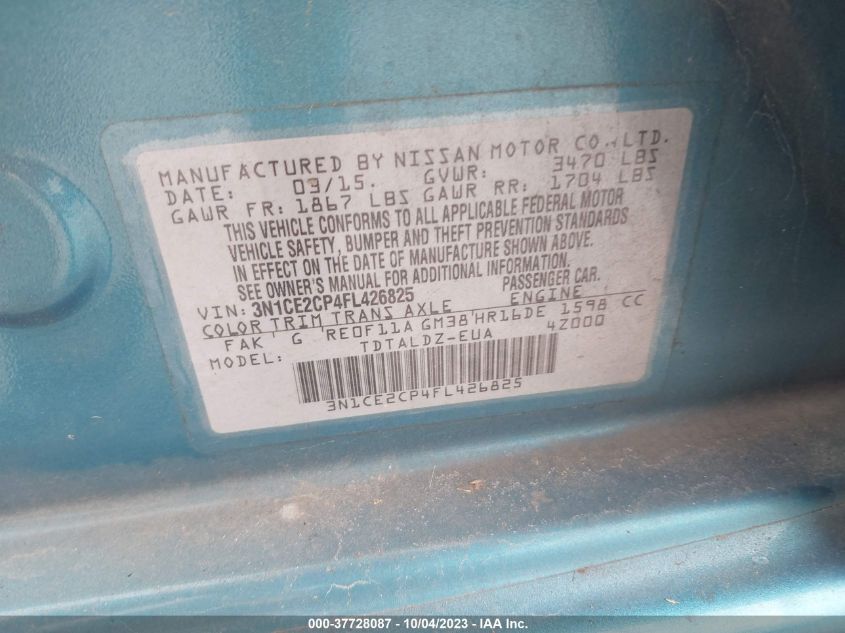 MANUFACTURED BY NISSAN MOTOR CO., LTD.
DATE: 03/15. GVWR: 3470 LBS
GAWR FR: 1867 LBS GAWR RR: 1704 LBS
THIS VEHICLE CONFORMS TO ALL APPLICABLE FEDERAL MOTOR
VEHICLE SAFETY, BUMPER AND THEFT PREVENTION STANDARDS
IN EFFECT ON THE DATE OF MANUFACTURE SHOWN ABOVE.
SEE OWNER'S MANUAL FOR ADDITIONAL INFORMATION.
VIN: 3N1CE2CP4FL426825 PASSENGER CAR.
COLOR TRIM TRANS AXLE ENGINE
FAK G RE0F11A GM38 HR16DE 1598 CC
MODEL: TDTALDZ-EUA 4Z000
3N1CE2CP4FL426825
000-37728087 - 10/04/2023 - IAAI.com.